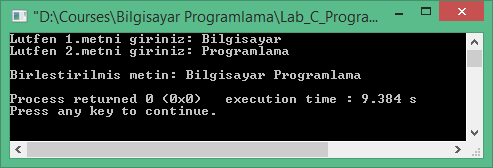 "D:\Courses\Bilgisayar Programlama\Lab_C_Progra...
Lutfen 1.metni giriniz: Bilgisayar
Lutfen 2.metni giriniz: Programlama
Birlestirilmis metin: Bilgisayar Programlama
Process returned 0 (0x0)   execution time : 9.384 s
Press any key to continue.